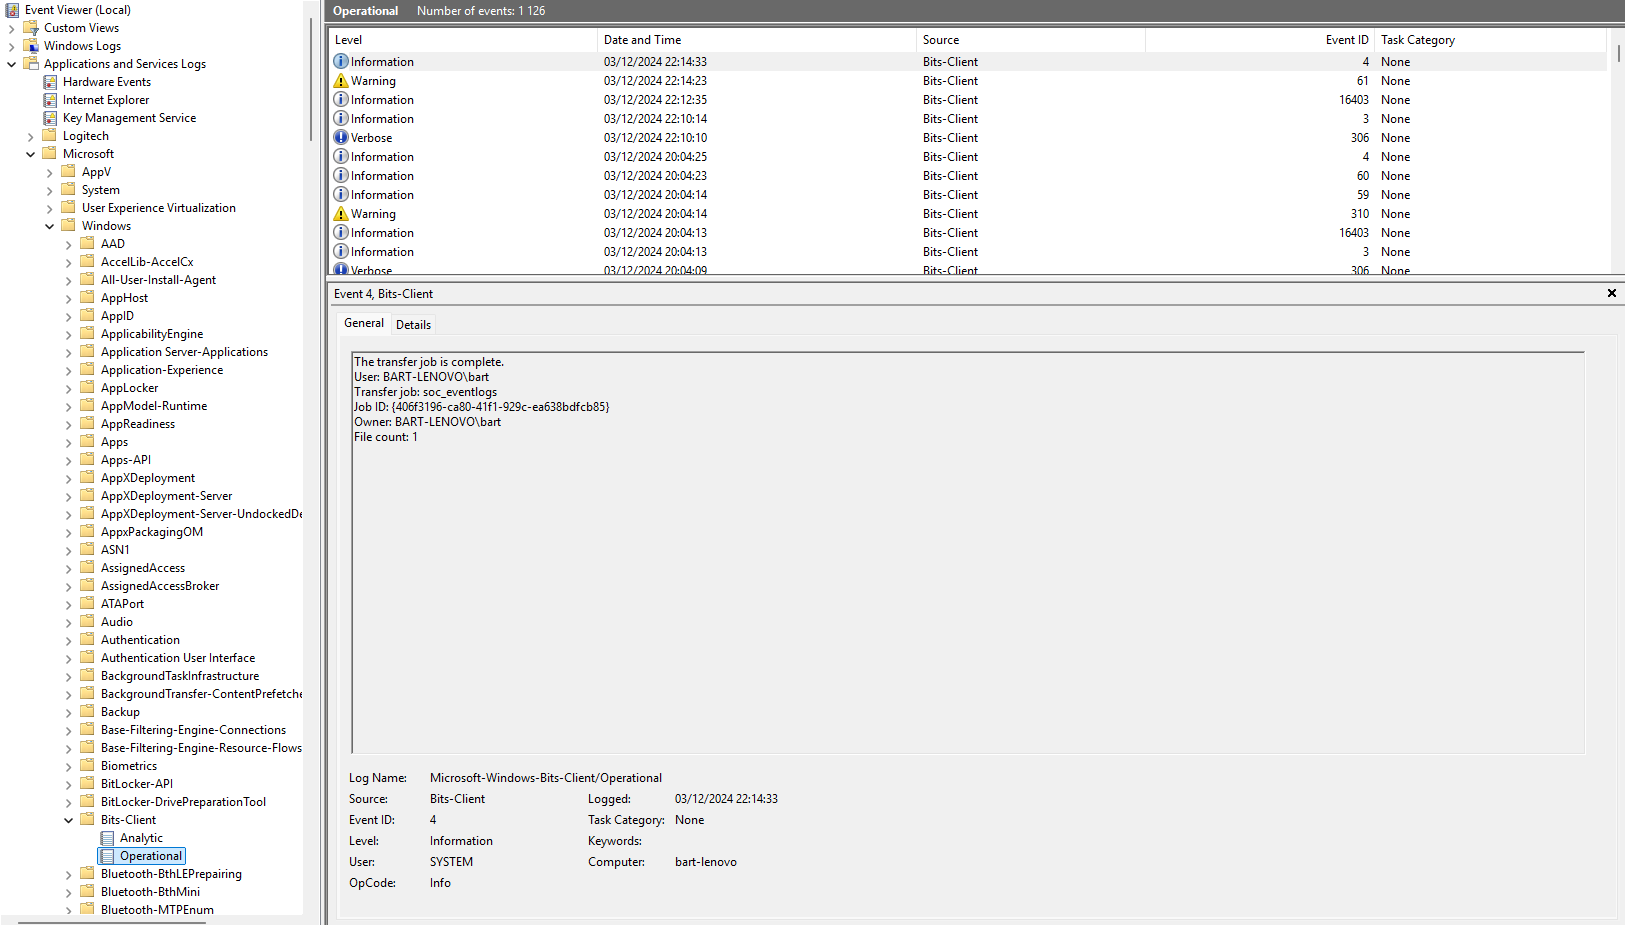 Event Viewer (Local)
Custom Views
Windows Logs
Applications and Services Logs
Hardware Events
Internet Explorer
Key Management Service
Logitech
Microsoft
AppV
System
User Experience Virtualization
Windows
AAD
AccelLib-AccelCx
All-User-Install-Agent
AppHost
AppID
ApplicabilityEngine
Application Server-Applications
Application-Experience
AppLocker
AppModel-Runtime
AppReadiness
Apps
Apps-API
AppXDeployment
AppXDeployment-Server
AppXDeployment-Server-UndockedDe
AppxPackagingOM
ASN1
AssignedAccess
AssignedAccessBroker
ATAPort
Audio
Authentication
Authentication User Interface
BackgroundTaskInfrastructure
BackgroundTransfer-ContentPrefetche
Backup
Base-Filtering-Engine-Connections
Base-Filtering-Engine-Resource-Flows
Biometrics
BitLocker-API
BitLocker-DrivePreparationTool
Bits-Client
Analytic
Operational
Bluetooth-BthLEPrepairing
Bluetooth-BthMini
Bluetooth-MTPEnum
Operational Number of events: 1 126
Level Date and Time Source Event ID Task Category
Information 03/12/2024 22:14:33 Bits-Client 4 None
Warning 03/12/2024 22:14:23 Bits-Client 61 None
Information 03/12/2024 22:12:35 Bits-Client 16403 None
Information 03/12/2024 22:10:14 Bits-Client 3 None
Verbose 03/12/2024 22:10:10 Bits-Client 306 None
Information 03/12/2024 20:04:25 Bits-Client 4 None
Information 03/12/2024 20:04:23 Bits-Client 60 None
Information 03/12/2024 20:04:14 Bits-Client 59 None
Warning 03/12/2024 20:04:14 Bits-Client 310 None
Information 03/12/2024 20:04:13 Bits-Client 16403 None
Information 03/12/2024 20:04:13 Bits-Client 3 None
Verbose 03/12/2024 20:04:09 Bits-Client 306 None
Event 4, Bits-Client
General Details
The transfer job is complete.
User: BART-LENOVO\bart
Transfer job: soc_eventlogs
Job ID: {406f3196-ca80-41f1-929c-ea638bdfcb85}
Owner: BART-LENOVO\bart
File count: 1
Log Name: Microsoft-Windows-Bits-Client/Operational
Source: Bits-Client Logged: 03/12/2024 22:14:33
Event ID: 4 Task Category: None
Level: Information Keywords:
User: SYSTEM Computer: bart-lenovo
OpCode: Info